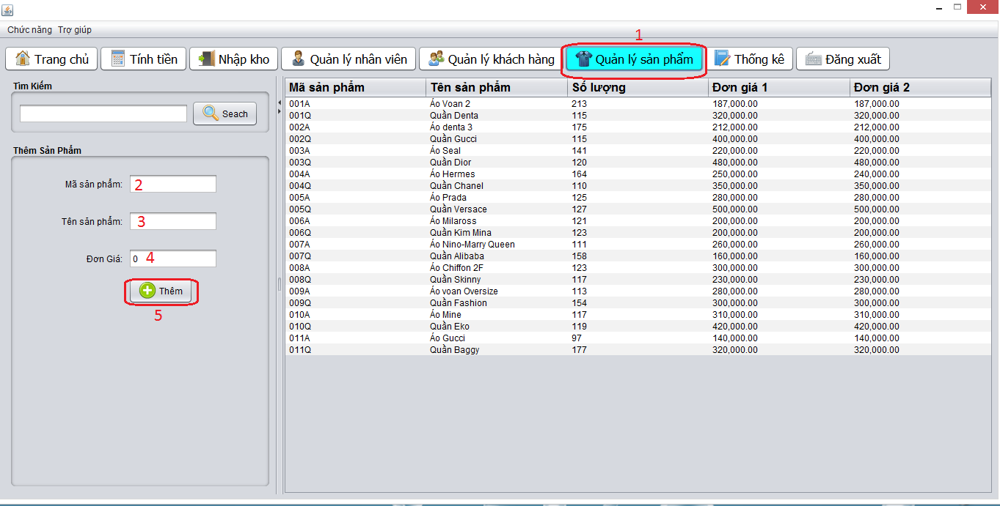 Chức năng Trợ giúp
1
Trang chủ Tính tiền Nhập kho Quản lý nhân viên Quản lý khách hàng Quản lý sản phẩm Thống kê Đăng xuất
Tìm Kiếm
Seach
Thêm Sản Phẩm
Mã sản phẩm: 2
Tên sản phẩm: 3
Đơn Giá: 0 4
Thêm
5
Mã sản phẩm Tên sản phẩm Số lượng Đơn giá 1 Đơn giá 2
001A Áo Voan 2 213 187,000.00 187,000.00
001Q Quần Denta 115 320,000.00 320,000.00
002A Áo denta 3 175 212,000.00 212,000.00
002Q Quần Gucci 115 400,000.00 400,000.00
003A Áo Seal 141 220,000.00 220,000.00
003Q Quần Dior 120 480,000.00 480,000.00
004A Áo Hermes 164 250,000.00 240,000.00
004Q Quần Chanel 110 350,000.00 350,000.00
005A Áo Prada 125 280,000.00 280,000.00
005Q Quần Versace 127 500,000.00 500,000.00
006A Áo Milaross 121 200,000.00 200,000.00
006Q Quần Kim Mina 123 200,000.00 200,000.00
007A Áo Nino-Marry Queen 111 260,000.00 260,000.00
007Q Quần Alibaba 158 160,000.00 160,000.00
008A Áo Chiffon 2F 123 300,000.00 300,000.00
008Q Quần Skinny 117 230,000.00 230,000.00
009A Áo voan Oversize 113 280,000.00 280,000.00
009Q Quần Fashion 154 300,000.00 300,000.00
010A Áo Mine 117 310,000.00 310,000.00
010Q Quần Eko 119 420,000.00 420,000.00
011A Áo Gucci 97 140,000.00 140,000.00
011Q Quần Baggy 177 320,000.00 320,000.00